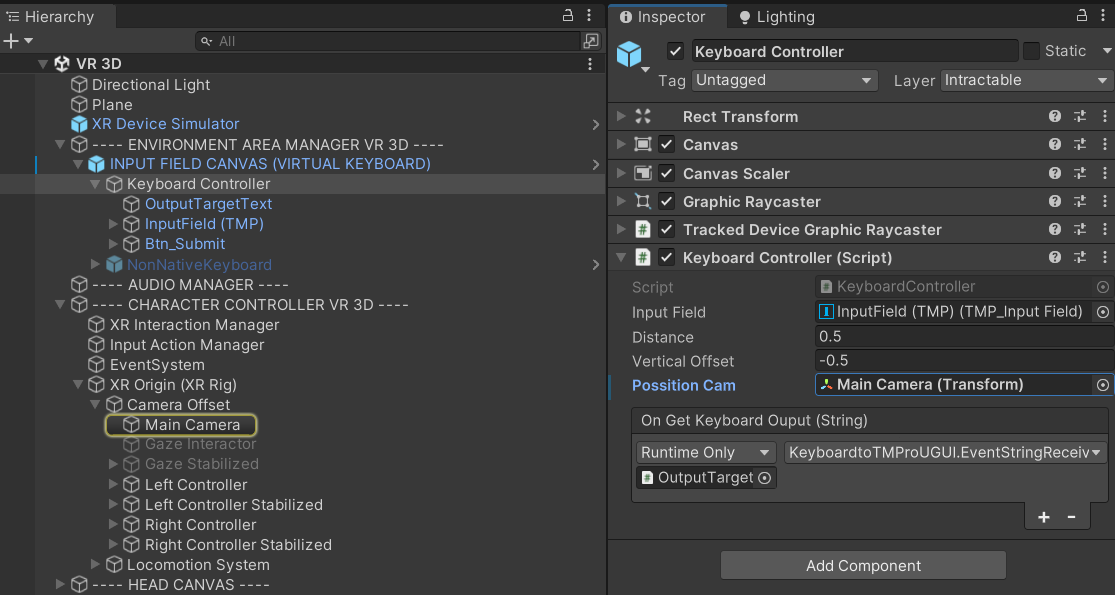 Hierarchy
All
VR 3D
Directional Light
Plane
XR Device Simulator
---- ENVIRONMENT AREA MANAGER VR 3D ----
INPUT FIELD CANVAS (VIRTUAL KEYBOARD)
Keyboard Controller
OutputTargetText
InputField (TMP)
Btn_Submit
NonNativeKeyboard
---- AUDIO MANAGER ----
---- CHARACTER CONTROLLER VR 3D ----
XR Interaction Manager
Input Action Manager
EventSystem
XR Origin (XR Rig)
Camera Offset
Main Camera
Gaze Interactor
Gaze Stabilized
Left Controller
Left Controller Stabilized
Right Controller
Right Controller Stabilized
Locomotion System
---- HEAD CANVAS ----
Inspector Lighting
Keyboard Controller Static
Tag Untagged Layer Intractable
Rect Transform
Canvas
Canvas Scaler
Graphic Raycaster
# Tracked Device Graphic Raycaster
# Keyboard Controller (Script)
Script # KeyboardController
Input Field InputField (TMP) (TMP_Input Field)
Distance 0.5
Vertical Offset -0.5
Possition Cam Main Camera (Transform)
On Get Keyboard Ouput (String)
Runtime Only KeyboardtoTMProUGUI.EventStringReceiv
# OutputTarget
+ -
Add Component